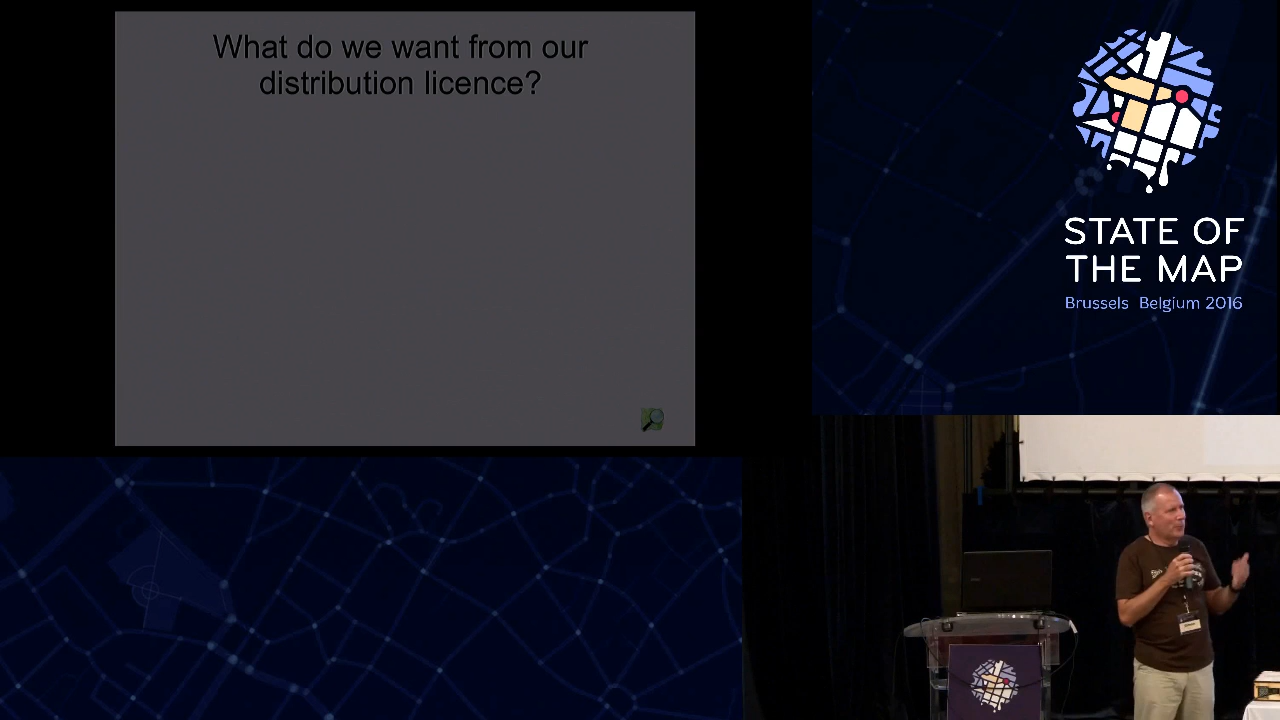 What do we want from our
distribution licence?
STATE OF
THE MAP
Brussels Belgium 2016